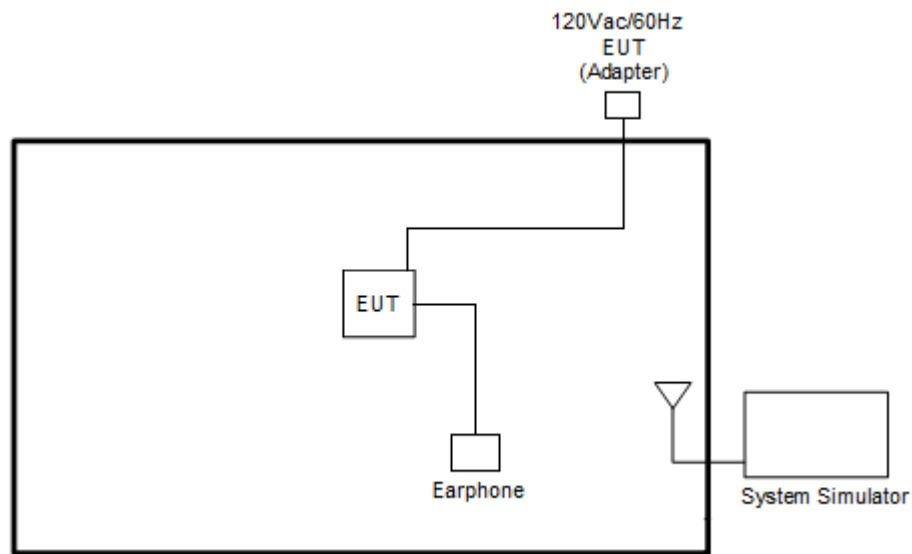 120Vac/60Hz
EUT
(Adapter)
EUT
Earphone
System Simulator